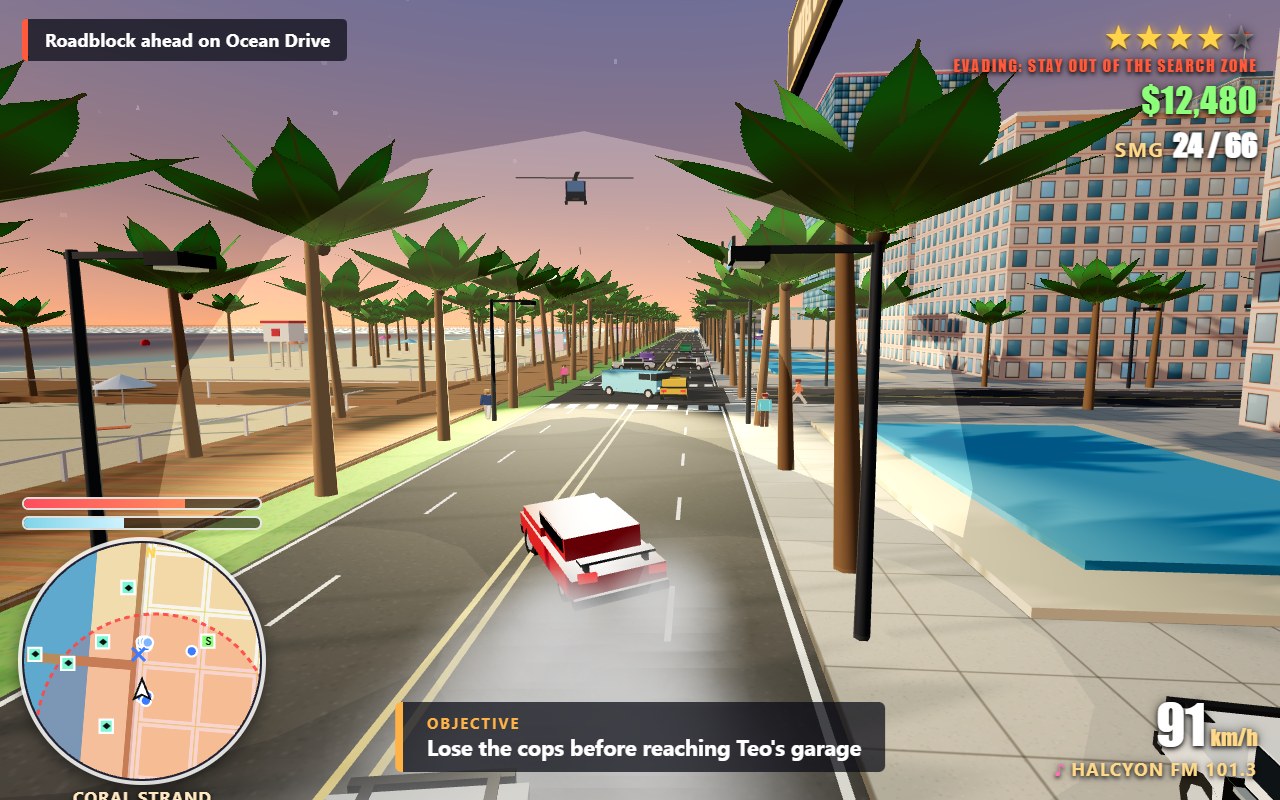 Roadblock ahead on Ocean Drive
EVADING: STAY OUT OF THE SEARCH ZONE
$12,480
SMG 24 / 66
S
OBJECTIVE
Lose the cops before reaching Teo's garage
91 km/h
HALCYON FM 101.3
CORAL STRAND